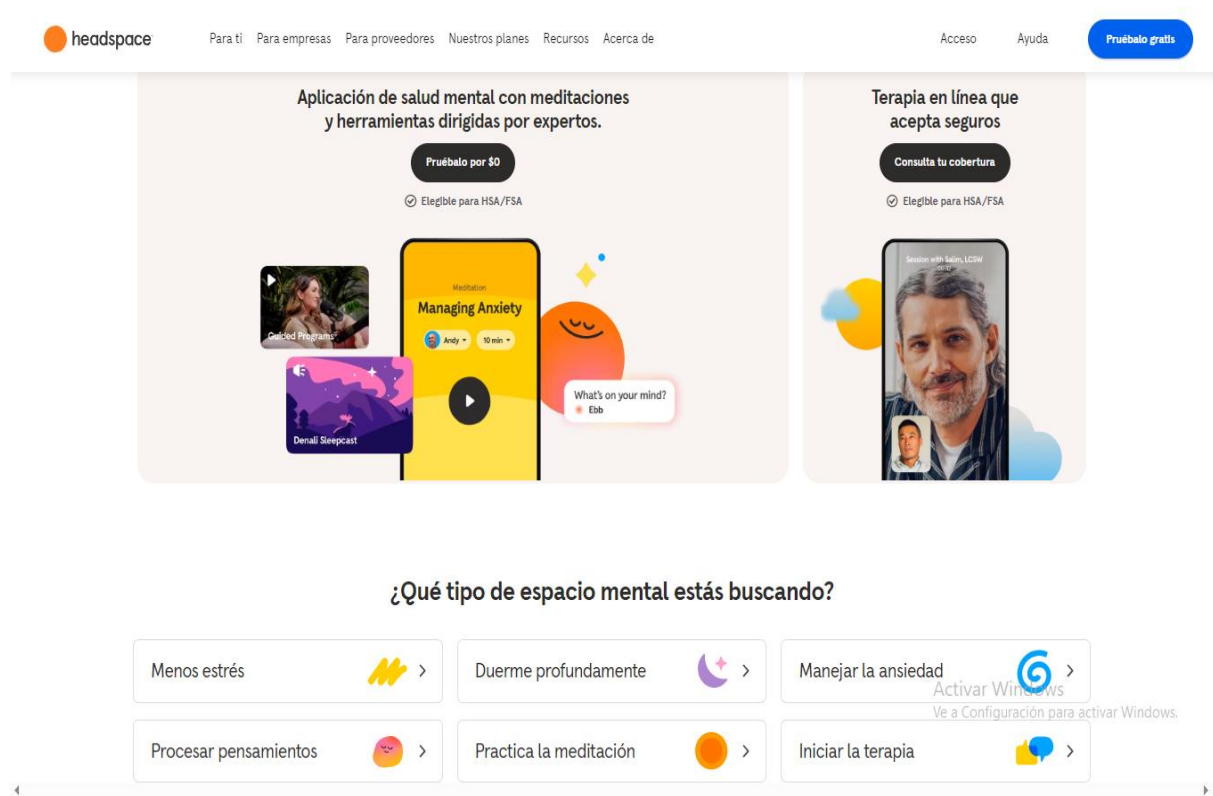 headspace
Para ti Para empresas Para proveedores Nuestros planes Recursos Acerca de
Acceso Ayuda Pruébalo gratis
Aplicación de salud mental con meditaciones
y herramientas dirigidas por expertos.
Pruébalo por $0
Elegible para HSA/FSA
Guided Programs
Denali Sleepcast
Meditation
Managing Anxiety
Andy
10 min
What's on your mind?
Ebb
Terapia en línea que
acepta seguros
Consulta tu cobertura
Elegible para HSA/FSA
Session with Salim, LCSW
¿Qué tipo de espacio mental estás buscando?
Menos estrés
Duerme profundamente
Manejar la ansiedad
Procesar pensamientos
Practica la meditación
Iniciar la terapia
Activar Windows
Ve a Configuración para activar Windows.